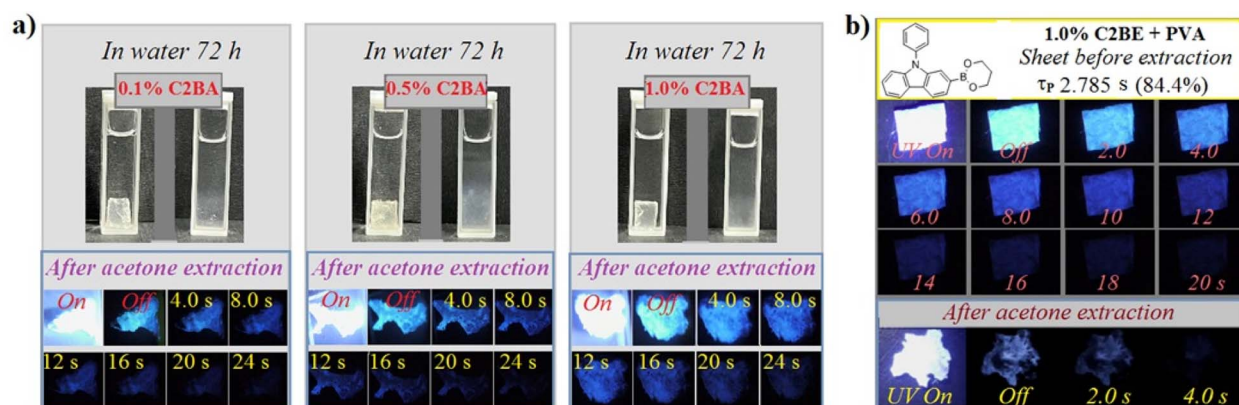 a)
In water 72 h
0.1% C2BA
After acetone extraction
On Off 4.0 s 8.0 s
12 s 16 s 20 s 24 s
In water 72 h
0.5% C2BA
After acetone extraction
On Off 4.0 s 8.0 s
12 s 16 s 20 s 24 s
In water 72 h
1.0% C2BA
After acetone extraction
On Off 4.0 s 8.0 s
12 s 16 s 20 s 24 s
b)
N
B
O
O
1.0% C2BE + PVA
Sheet before extraction
τP 2.785 s (84.4%)
UV On Off 2.0 4.0
6.0 8.0 10 12
14 16 18 20 s
After acetone extraction
UV On Off 2.0 s 4.0 s